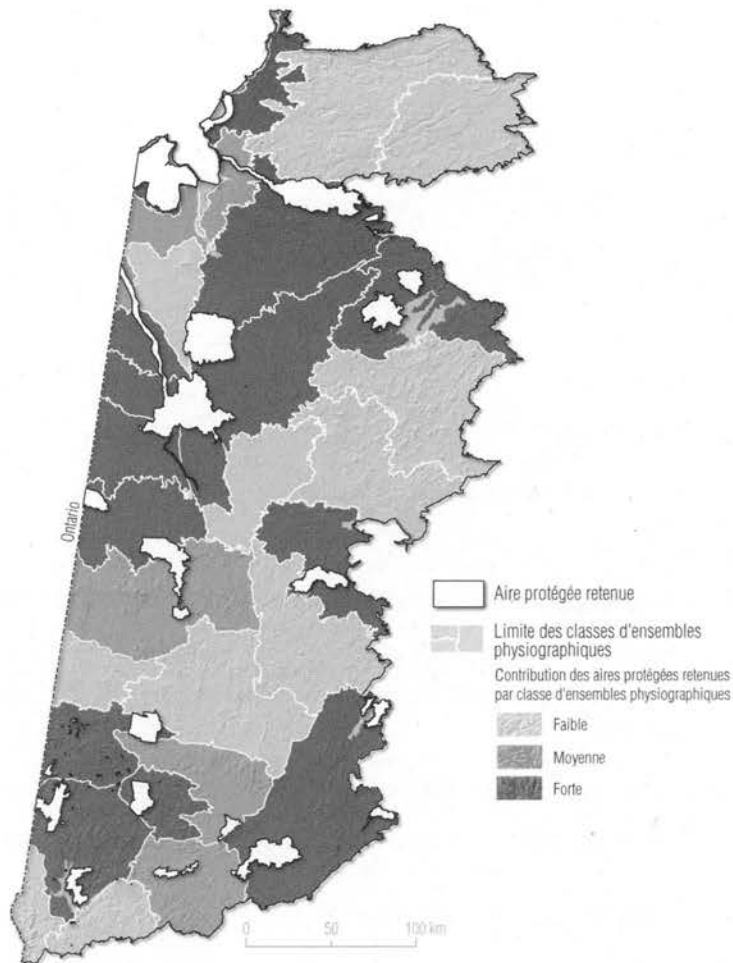 Ontario
Aire protégée retenue
Limite des classes d'ensembles
physiographiques
Contribution des aires protégées retenues
par classe d'ensembles physiographiques
Faible
Moyenne
Forte
0 50 100 km